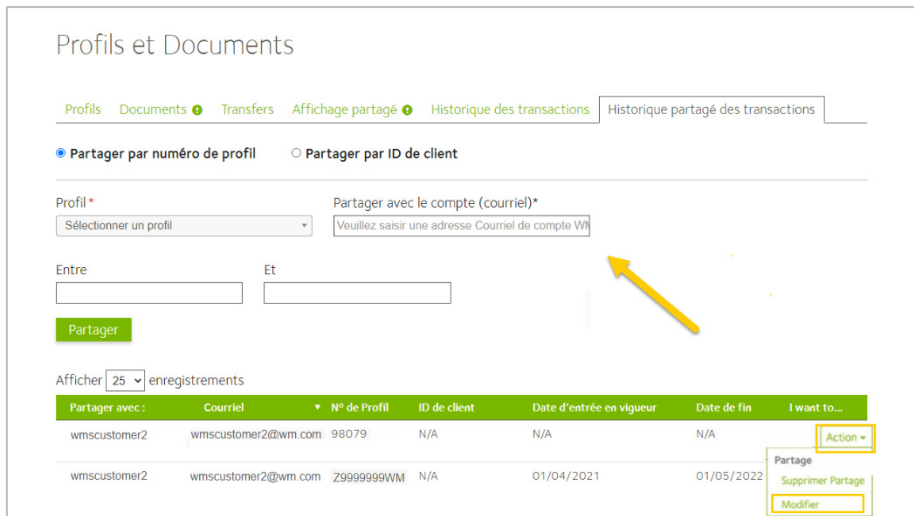 Profils et Documents
Profils Documents Transfers Affichage partagé Historique des transactions Historique partagé des transactions
Partager par numéro de profil Partager par ID de client
Profil * Partager avec le compte (courriel)*
Sélectionner un profil Veuillez saisir une adresse Courriel de compte WM
Entre Et
Partager
Afficher 25 enregistrements
Partager avec : Courriel Nº de Profil ID de client Date d'entrée en vigueur Date de fin I want to...
wmscustomer2 wmscustomer2@wm.com 98079 N/A N/A N/A Action
Partage
wmscustomer2 wmscustomer2@wm.com Z9999999WM N/A 01/04/2021 01/05/2022 Supprimer Partage
Modifier